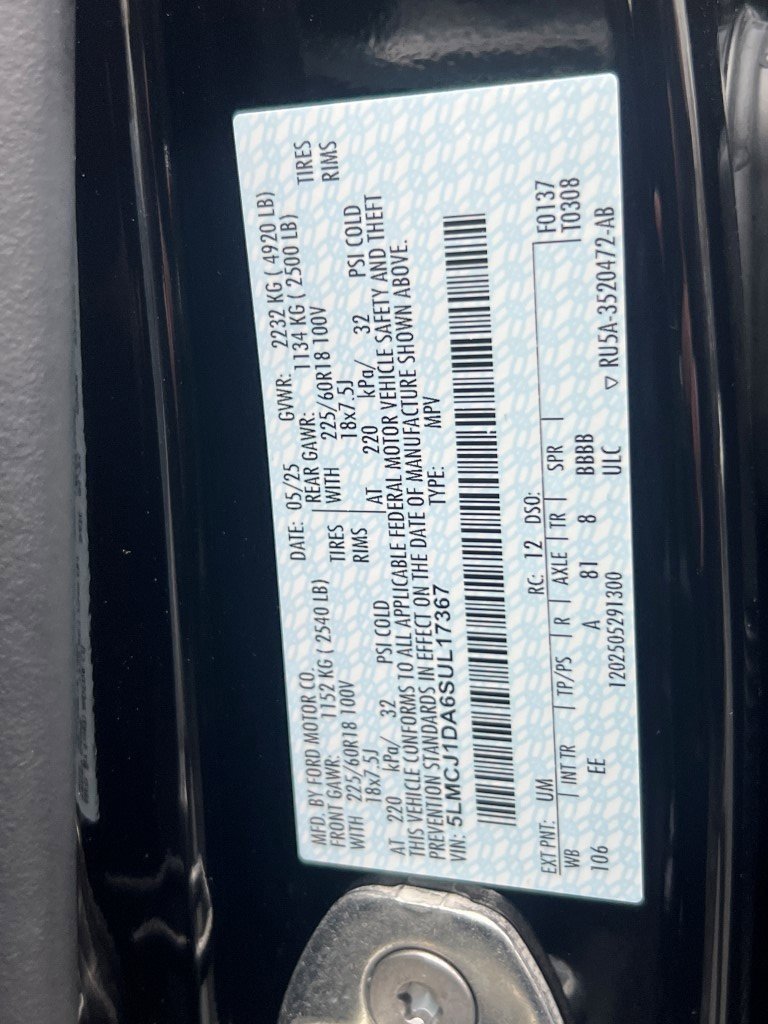 MFD. BY FORD MOTOR CO. DATE: 05/25 GVWR: 2232 KG ( 4920 LB)
FRONT GAWR: 1152 KG ( 2540 LB) REAR GAWR: 1134 KG ( 2500 LB)
WITH 225/60R18 100V TIRES WITH 225/60R18 100V TIRES
18x7.5J RIMS 18x7.5J RIMS
AT 220 kPa/ 32 PSI COLD AT 220 kPa/ 32 PSI COLD
THIS VEHICLE CONFORMS TO ALL APPLICABLE FEDERAL MOTOR VEHICLE SAFETY AND THEFT
PREVENTION STANDARDS IN EFFECT ON THE DATE OF MANUFACTURE SHOWN ABOVE.
VIN: 5LMCJ1DA6SUL17367 TYPE: MPV
EXT PNT: UM RC: 12 DSO: F0137
WB INT TR TP/PS R AXLE TR SPR T0308
106 EE A 81 8 BBBB
1202505291300 ULC ▽ RU5A-3520472-AB